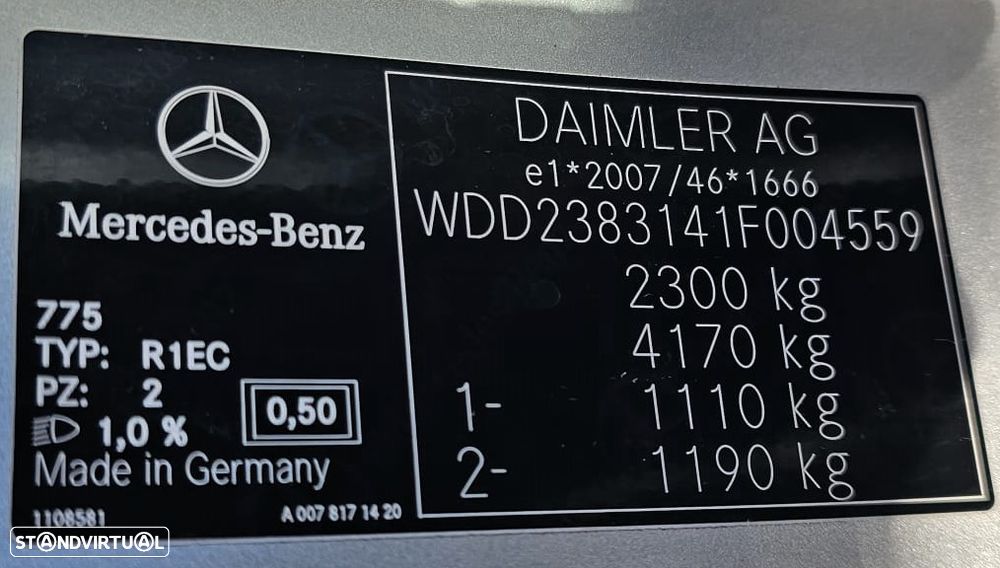 Mercedes-Benz
775
TYP: R1EC
PZ: 2
1,0 %
0,50
Made in Germany
1108581
A 007 817 14 20
DAIMLER AG
e1*2007/46*1666
WDD2383141F004559
2300 kg
4170 kg
1- 1110 kg
2- 1190 kg
STANDVIRTUAL